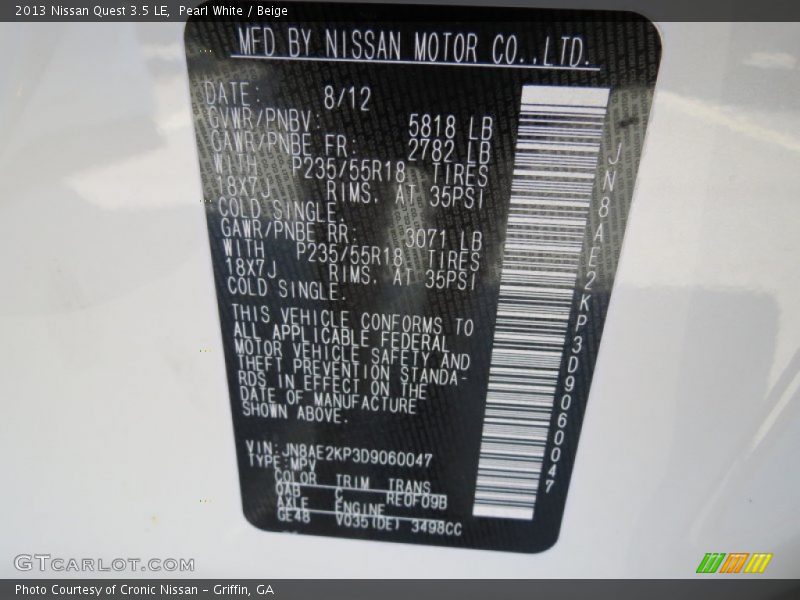 2013 Nissan Quest 3.5 LE,  Pearl White / Beige
MFD BY NISSAN MOTOR CO.,LTD.
DATE: 8/12
GVWR/PNBV: 5818 LB
GAWR/PNBE FR: 2782 LB
WITH P235/55R18 TIRES
18X7J RIMS, AT 35PSI
COLD SINGLE.
GAWR/PNBE RR: 3071 LB
WITH P235/55R18 TIRES
18X7J RIMS, AT 35PSI
COLD SINGLE.
THIS VEHICLE CONFORMS TO
ALL APPLICABLE FEDERAL
MOTOR VEHICLE SAFETY AND
THEFT PREVENTION STANDA-
RDS IN EFFECT ON THE
DATE OF MANUFACTURE
SHOWN ABOVE.
VIN:JN8AE2KP3D9060047
TYPE:MPV
COLOR TRIM TRANS
QAB C RE0F09B
AXLE ENGINE
GE48 VQ35(DE) 3498CC
JN8AE2KP3D9060047
GTcarlot.com
Photo Courtesy of Cronic Nissan - Griffin, GA